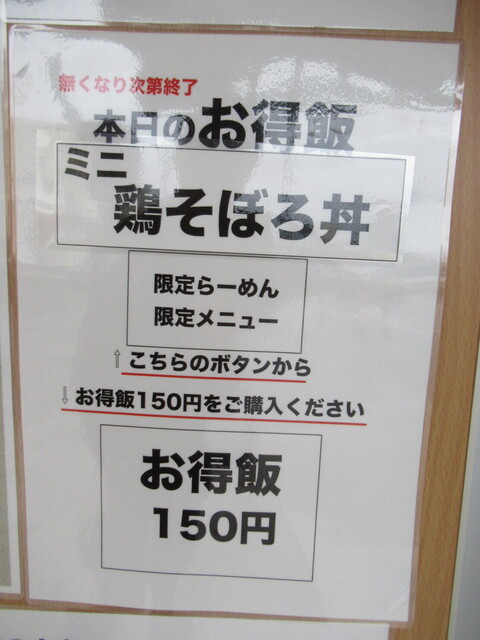 無くなり次第終了
本日のお得飯
ミニ
鶏そぼろ丼
限定らーめん
限定メニュー
⇧こちらのボタンから
⇩お得飯150円をご購入ください
お得飯
150円